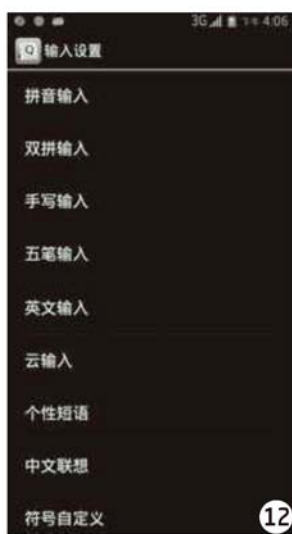 3G 4:06
输入设置
拼音输入
双拼输入
手写输入
五笔输入
英文输入
云输入
个性短语
中文联想
符号自定义
12